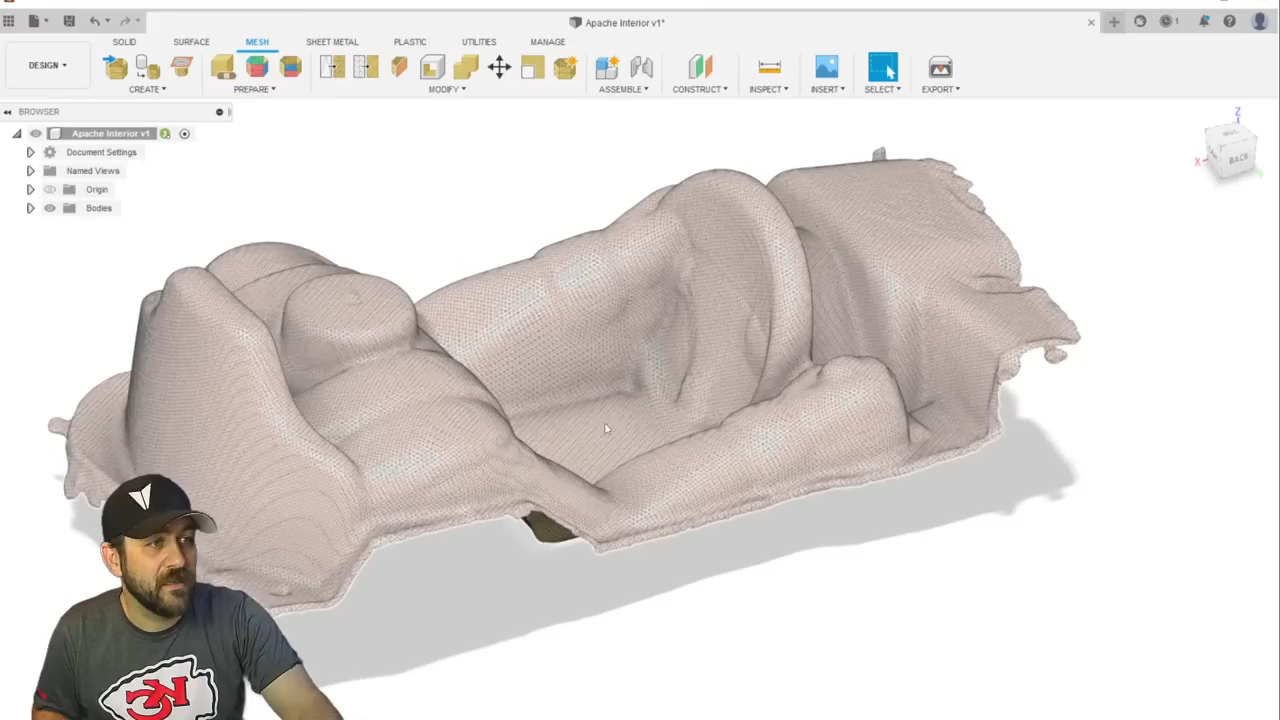 Apache Interior v1*
1
DESIGN
SOLID
SURFACE
MESH
SHEET METAL
PLASTIC
UTILITIES
MANAGE
CREATE
PREPARE
MODIFY
ASSEMBLE
CONSTRUCT
INSPECT
INSERT
SELECT
EXPORT
BROWSER
Apache Interior v1
Document Settings
Named Views
Origin
Bodies
Z
X
BACK